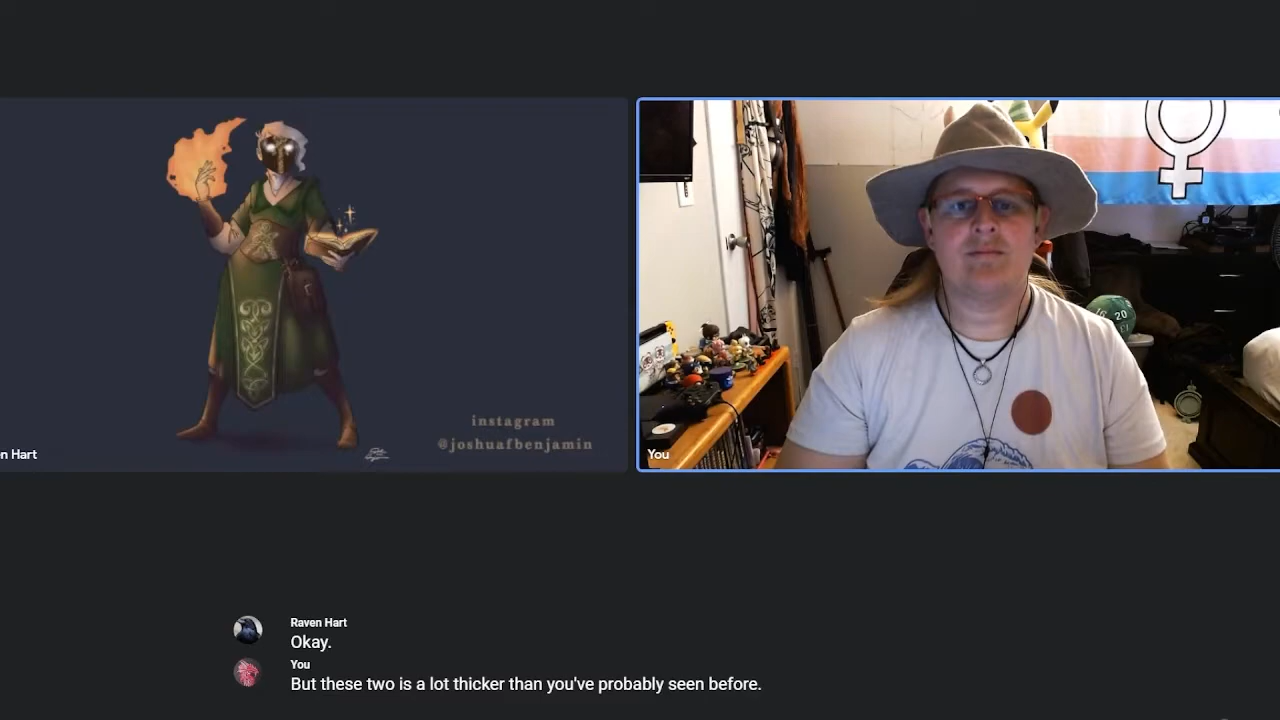 instagram
@joshuafbenjamin
n Hart
You
20
Raven Hart
Okay.
You
But these two is a lot thicker than you've probably seen before.